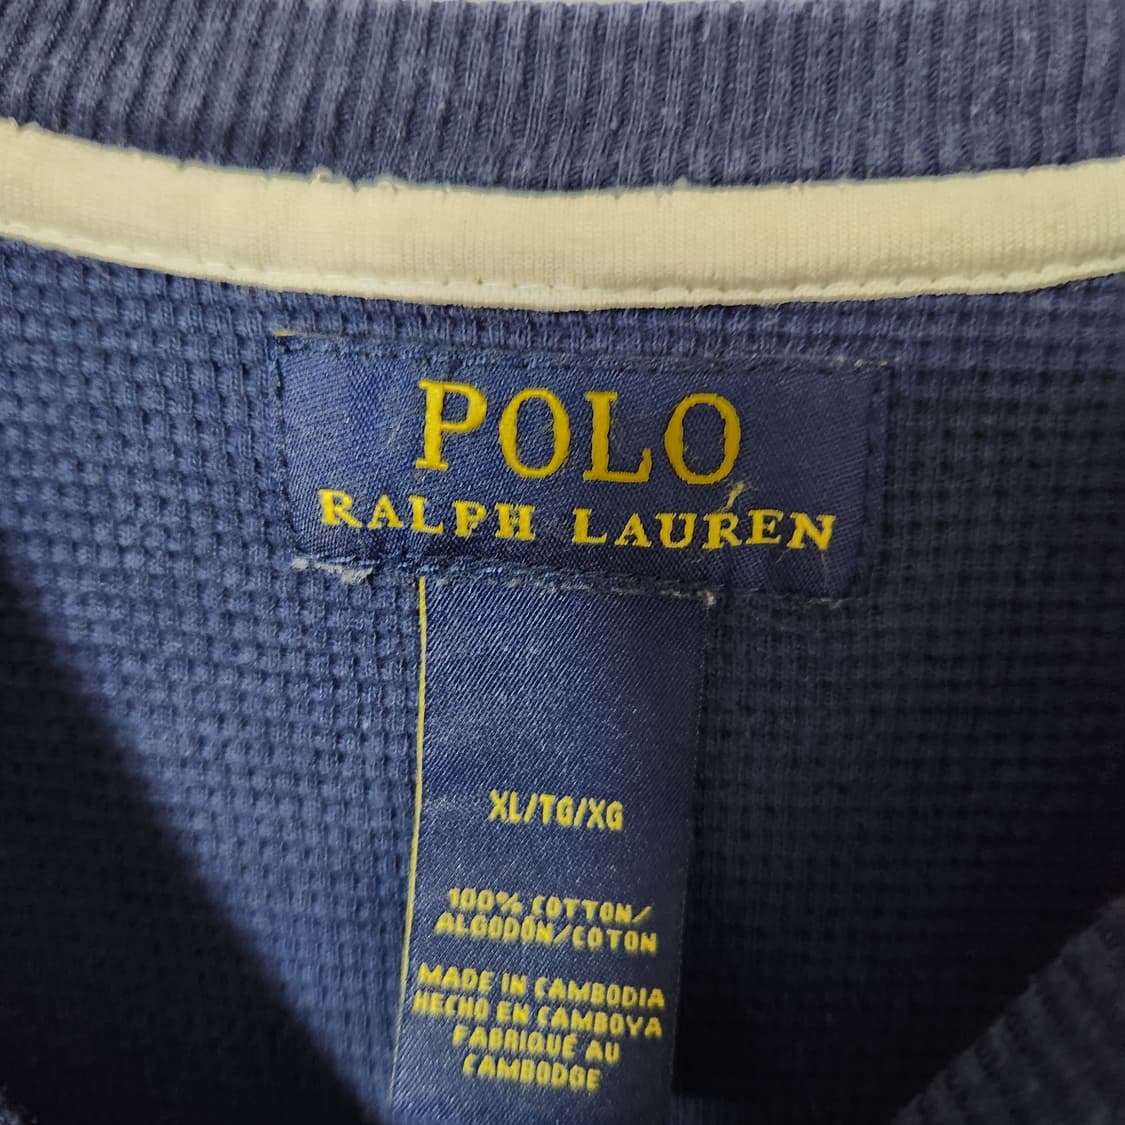 POLO
RALPH LAUREN
XL/TG/XG
100% COTTON/
ALGODÓN/COTON
MADE IN CAMBODIA
HECHO EN CAMBOYA
FABRIQUÉ AU
CAMBODGE